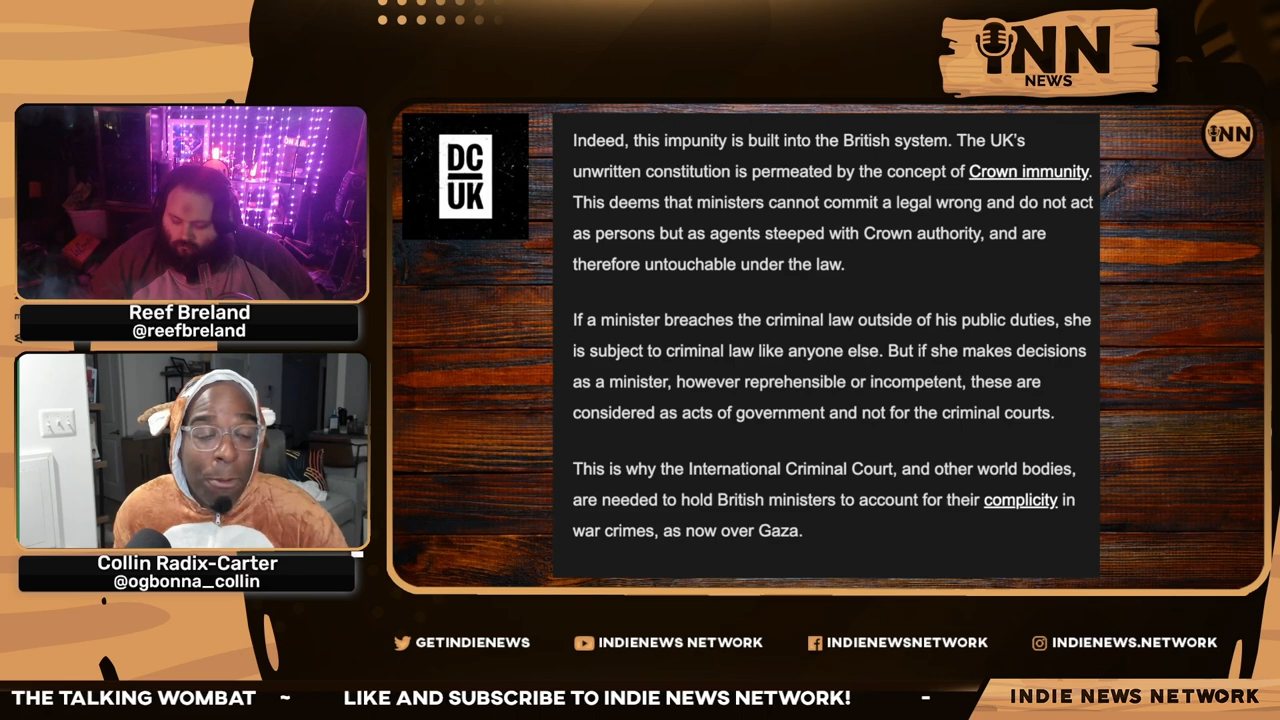 INN
NEWS
INN
DC
UK
Indeed, this impunity is built into the British system. The UK's
unwritten constitution is permeated by the concept of Crown immunity.
This deems that ministers cannot commit a legal wrong and do not act
as persons but as agents steeped with Crown authority, and are
therefore untouchable under the law.
If a minister breaches the criminal law outside of his public duties, she
is subject to criminal law like anyone else. But if she makes decisions
as a minister, however reprehensible or incompetent, these are
considered as acts of government and not for the criminal courts.
This is why the International Criminal Court, and other world bodies,
are needed to hold British ministers to account for their complicity in
war crimes, as now over Gaza.
Reef Breland
@reefbreland
Collin Radix-Carter
@ogbonna_collin
GETINDIENEWS
INDIENEWS NETWORK
INDIENEWSNETWORK
INDIENEWS.NETWORK
THE TALKING WOMBAT ~ LIKE AND SUBSCRIBE TO INDIE NEWS NETWORK! -
INDIE NEWS NETWORK